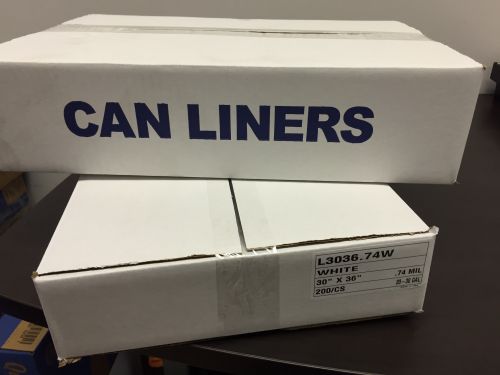 CAN LINERS
L3036.74W
WHITE .74 MIL
30" X 36"
200/CS